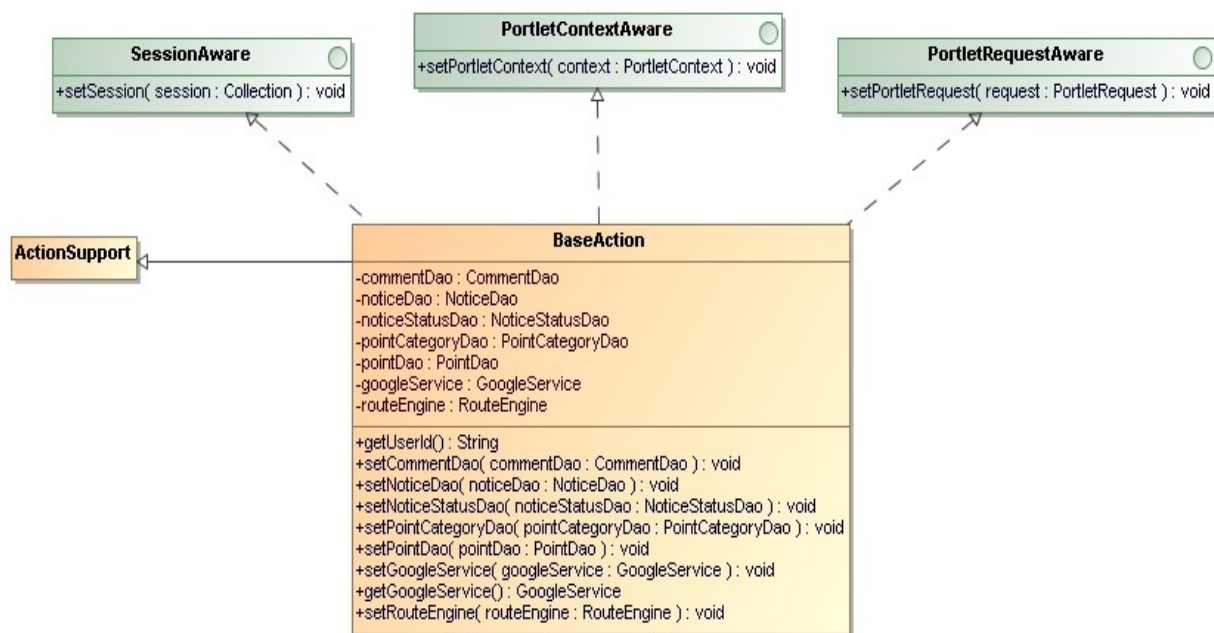 SessionAware
+setSession( session : Collection ) : void
PortletContextAware
+setPortletContext( context : PortletContext ) : void
PortletRequestAware
+setPortletRequest( request : PortletRequest ) : void
ActionSupport
BaseAction
-commentDao : CommentDao
-noticeDao : NoticeDao
-noticeStatusDao : NoticeStatusDao
-pointCategoryDao : PointCategoryDao
-pointDao : PointDao
-googleService : GoogleService
-routeEngine : RouteEngine
+getUserId() : String
+setCommentDao( commentDao : CommentDao ) : void
+setNoticeDao( noticeDao : NoticeDao ) : void
+setNoticeStatusDao( noticeStatusDao : NoticeStatusDao ) : void
+setPointCategoryDao( pointCategoryDao : PointCategoryDao ) : void
+setPointDao( pointDao : PointDao ) : void
+setGoogleService( googleService : GoogleService ) : void
+getGoogleService() : GoogleService
+setRouteEngine( routeEngine : RouteEngine ) : void